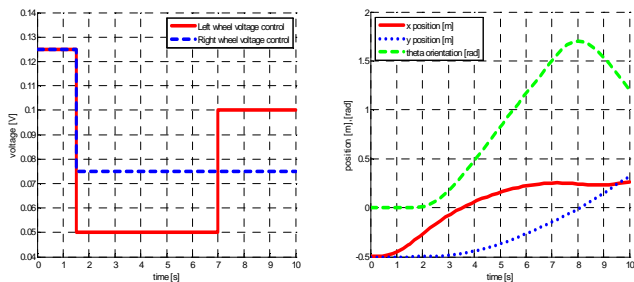 0.14
0.13
0.12
0.11
0.1
0.09
0.08
0.07
0.06
0.05
0.04
voltage [V]
Left wheel voltage control
Right wheel voltage control
0 1 2 3 4 5 6 7 8 9 10
time [s]
2
1.5
1
0.5
0
-0.5
position [m], [rad]
x position [m]
y position [m]
theta orientation [rad]
0 1 2 3 4 5 6 7 8 9 10
time [s]